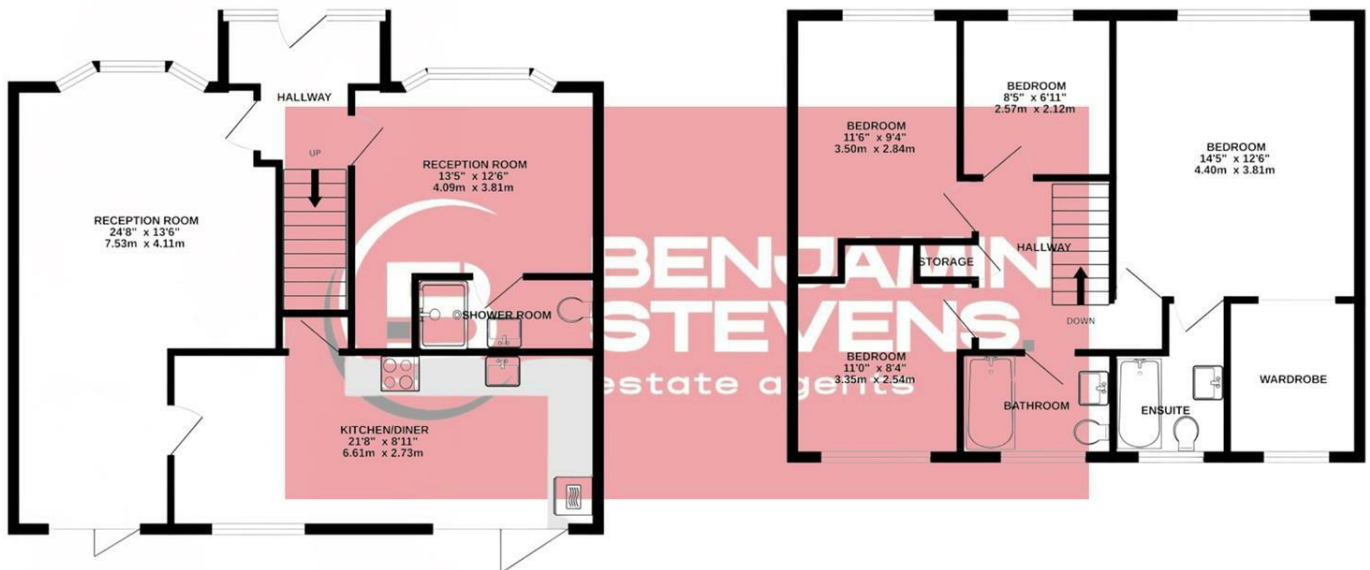 HALLWAY
UP
RECEPTION ROOM
13'5" x 12'6"
4.09m x 3.81m
RECEPTION ROOM
24'8" x 13'6"
7.53m x 4.11m
SHOWER ROOM
KITCHEN/DINER
21'8" x 8'11"
6.61m x 2.73m
BEDROOM
11'6" x 9'4"
3.50m x 2.84m
BEDROOM
8'5" x 6'11"
2.57m x 2.12m
BEDROOM
14'5" x 12'6"
4.40m x 3.81m
STORAGE
HALLWAY
DOWN
BEDROOM
11'0" x 8'4"
3.35m x 2.54m
BATHROOM
ENSUITE
WARDROBE
B BENJAMIN
STEVENS.
estate agents